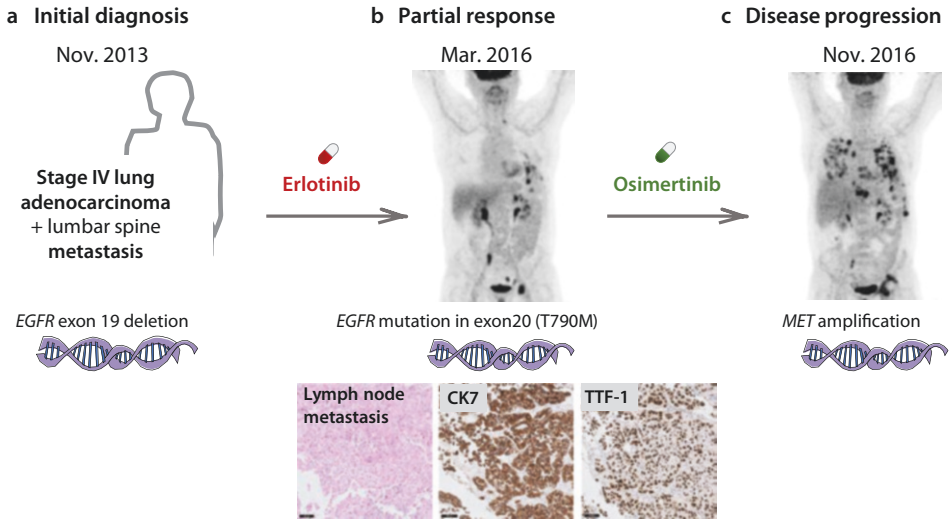 a Initial diagnosis
Nov. 2013
Stage IV lung
adenocarcinoma
+ lumbar spine
metastasis
EGFR exon 19 deletion
Erlotinib
b Partial response
Mar. 2016
EGFR mutation in exon20 (T790M)
Lymph node
metastasis
CK7
TTF-1
Osimertinib
c Disease progression
Nov. 2016
MET amplification